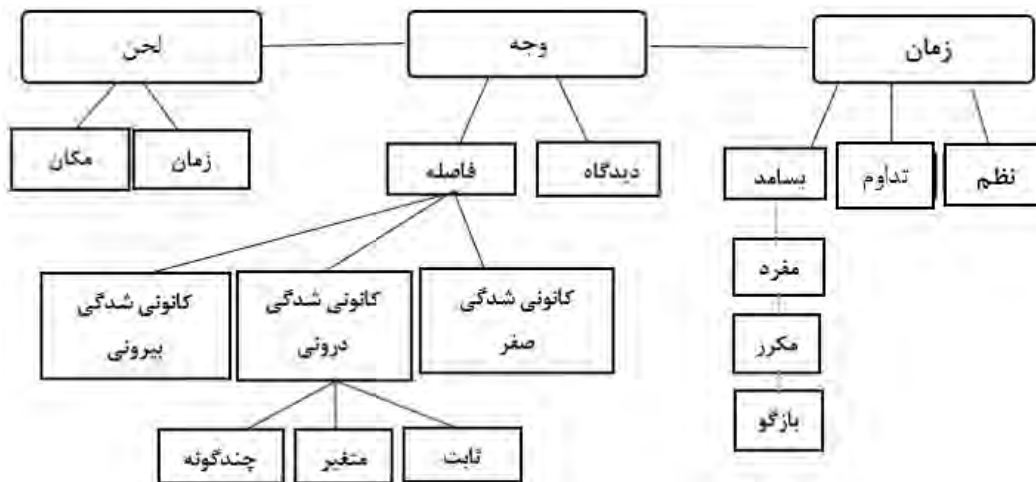 زمان
وجه
لحن
نظم
تداوم
بسامد
دیدگاه
فاصله
زمان
مکان
مفرد
مکرر
بازگو
کانونی شدگی
صفر
کانونی شدگی
درونی
کانونی شدگی
بیرونی
ثابت
متغیر
چندگونه